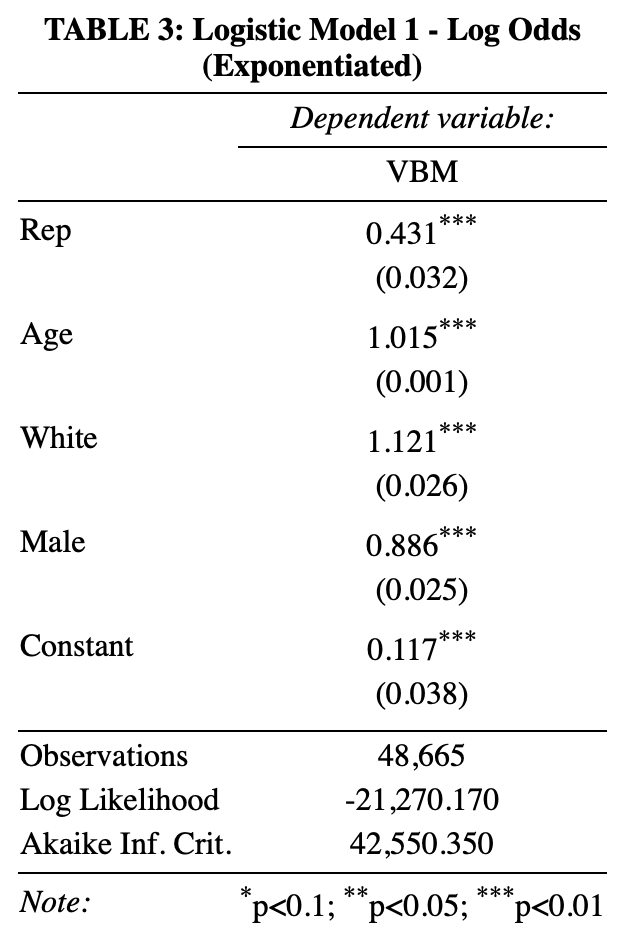 TABLE 3: Logistic Model 1 - Log Odds
(Exponentiated)
Dependent variable:
VBM
Rep 0.431***
(0.032)
Age 1.015***
(0.001)
White 1.121***
(0.026)
Male 0.886***
(0.025)
Constant 0.117***
(0.038)
Observations 48,665
Log Likelihood -21,270.170
Akaike Inf. Crit. 42,550.350
Note: *p<0.1; **p<0.05; ***p<0.01